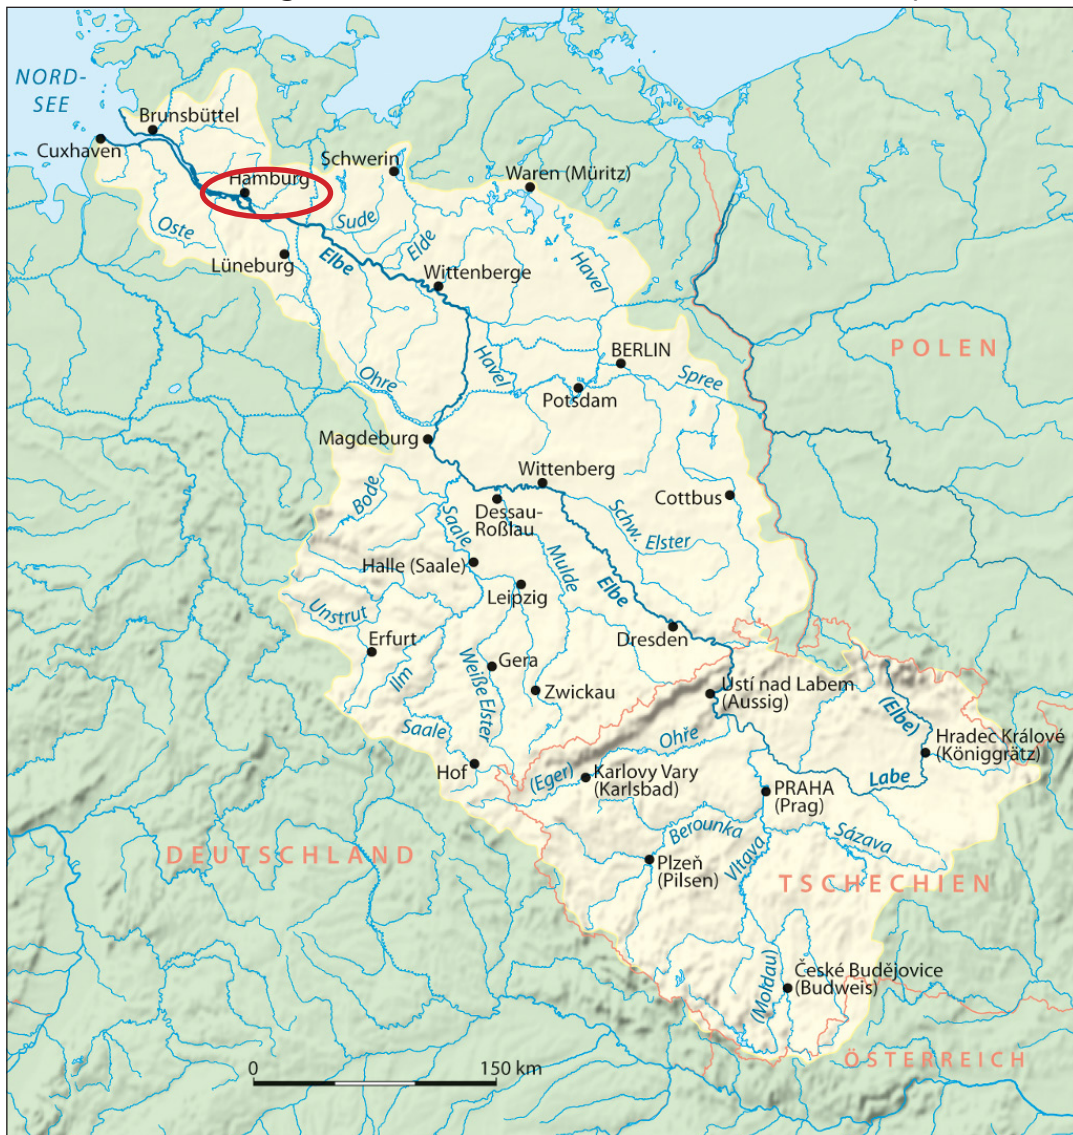 NORD-
SEE
Brunsbüttel
Cuxhaven
Hamburg
Schwerin
Waren (Müritz)
Oste
Sude
Elde
Lüneburg
Elbe
Wittenberge
Havel
POLEN
BERLIN
Havel
Spree
Ohre
Potsdam
Magdeburg
Wittenberg
Cottbus
Bode
Dessau-
Roßlau
Saale
Schw. Elster
Halle (Saale)
Mulde
Elbe
Leipzig
Unstrut
Erfurt
Dresden
Ilm
Gera
Weiße Elster
Zwickau
Ústí nad Labem
(Aussig)
(Elbe)
Saale
Ohře
Hradec Králové
(Königgrätz)
Hof
(Eger)
Karlovy Vary
(Karlsbad)
Labe
PRAHA
(Prag)
Berounka
Sázava
DEUTSCHLAND
Plzeň
(Pilsen)
Vltava
TSCHECHIEN
České Budějovice
(Budweis)
(Moldau)
ÖSTERREICH
0
150 km